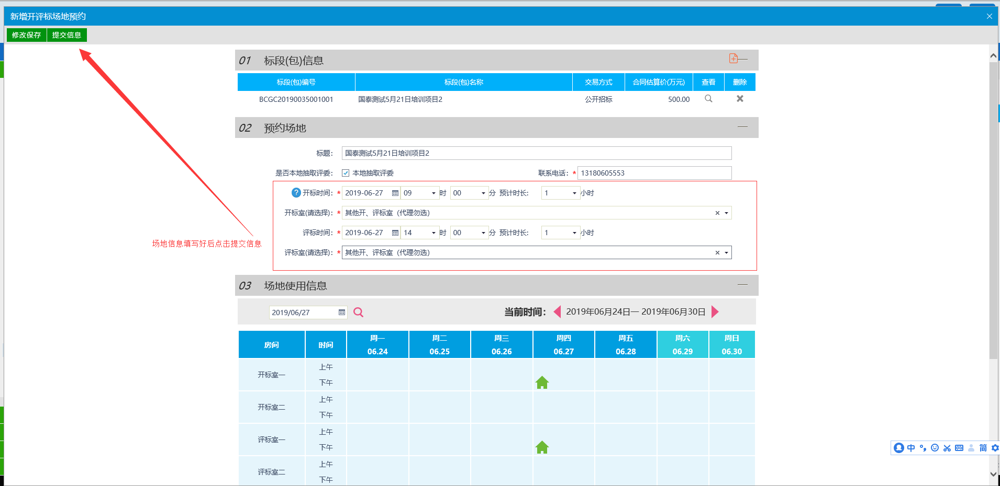 新增开评标场地预约
修改保存 提交信息
01 标段(包)信息
标段(包)编号 标段(包)名称 交易方式 合同估算价(万元) 查看 删除
BCGC20190035001001 国泰测试5月21日培训项目2 公开招标 500.00
02 预约场地
标题： 国泰测试5月21日培训项目2
是否本地抽取评委： 本地抽取评委 联系电话： * 13180605553
? 开标时间： * 2019-06-27 09 时 00 分 预计时长： 1 小时
开标室(请选择)： * 其他开、评标室（代理勿选）
评标时间： * 2019-06-27 14 时 00 分 预计时长： 1 小时
场地信息填写好后点击提交信息
评标室(请选择)： * 其他开、评标室（代理勿选）
03 场地使用信息
2019/06/27 当前时间： 2019年06月24日— 2019年06月30日
房间 时间 周一 周二 周三 周四 周五 周六 周日
06.24 06.25 06.26 06.27 06.28 06.29 06.30
开标室一 上午
下午
开标室二 上午
下午
评标室一 上午
下午
中 简
评标室二 上午
下午